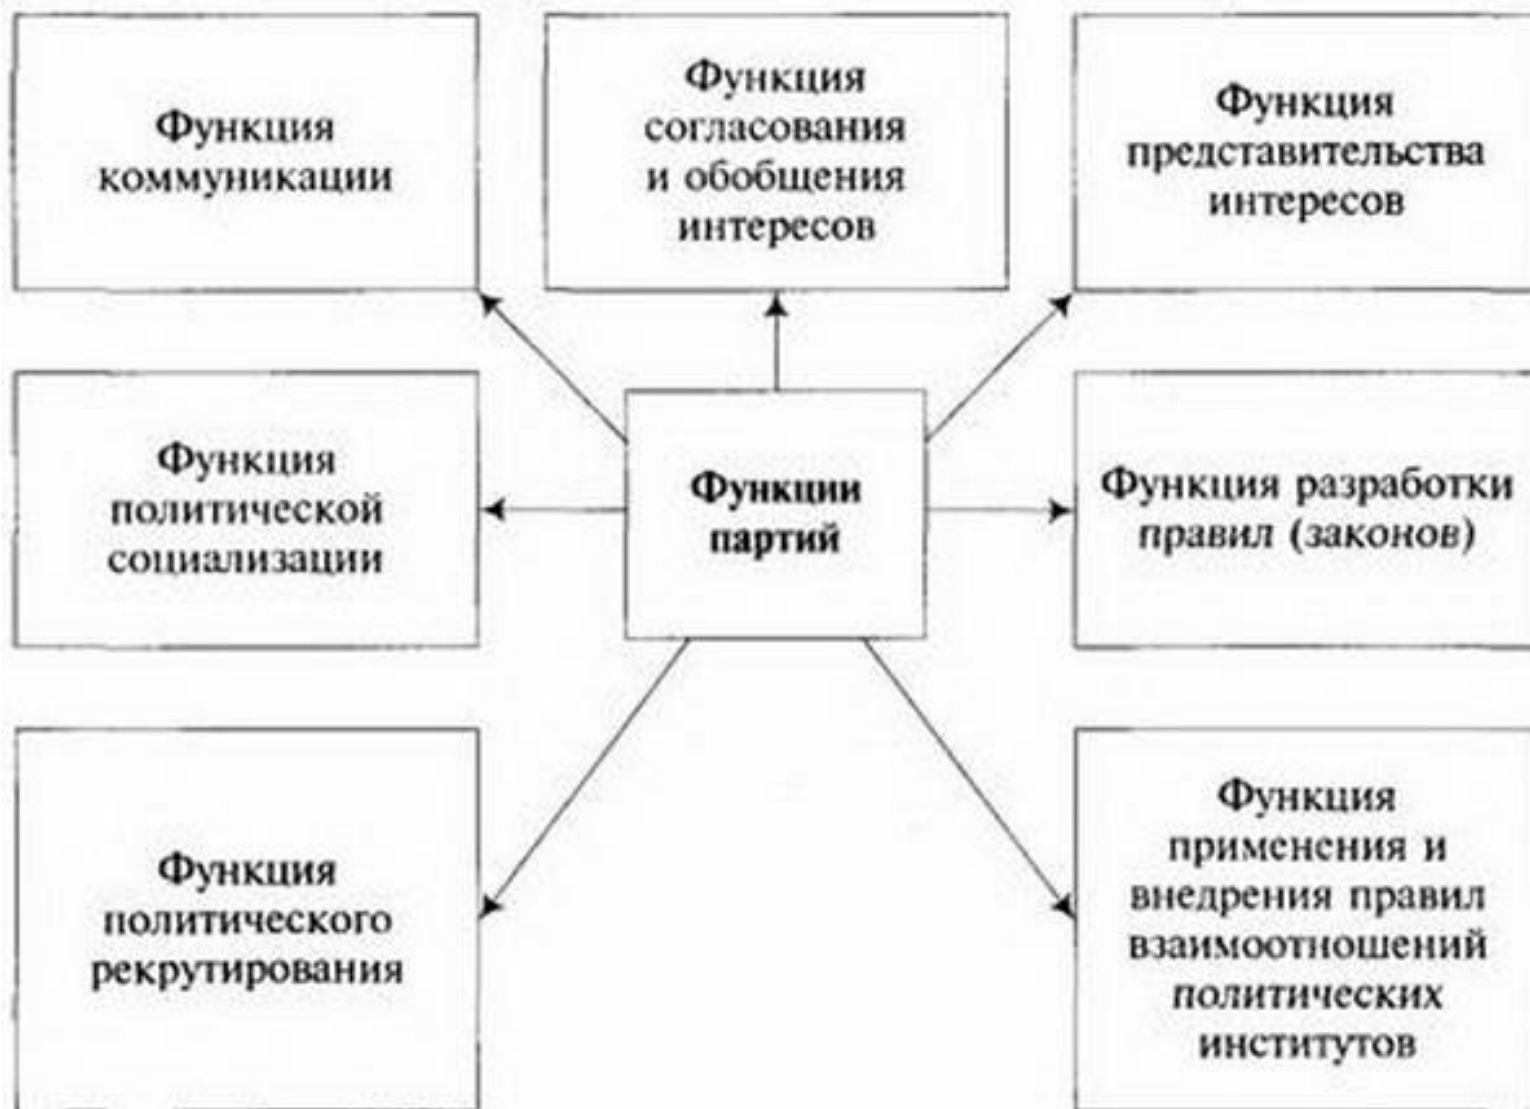 Функция
коммуникации
Функция
согласования
и обобщения
интересов
Функция
представительства
интересов
Функция
политической
социализации
Функции
партий
Функция разработки
правил (законов)
Функция
политического
рекрутирования
Функция
применения и
внедрения правил
взаимоотношений
политических
институтов